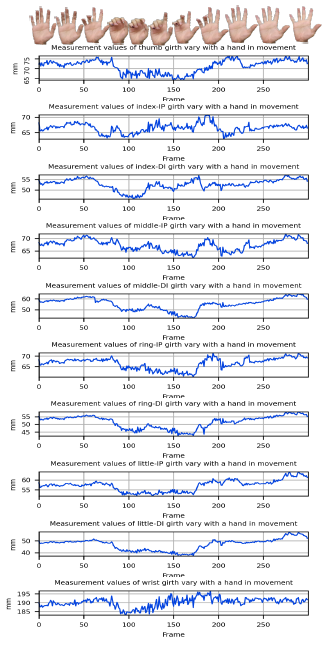 Measurement values of thumb girth vary with a hand in movement
mm
65 70 75
0 50 100 150 200 250
Frame
Measurement values of index-IP girth vary with a hand in movement
mm
70
65
0 50 100 150 200 250
Frame
Measurement values of index-DI girth vary with a hand in movement
mm
55
50
0 50 100 150 200 250
Frame
Measurement values of middle-IP girth vary with a hand in movement
mm
70
65
0 50 100 150 200 250
Frame
Measurement values of middle-DI girth vary with a hand in movement
mm
60
50
0 50 100 150 200 250
Frame
Measurement values of ring-IP girth vary with a hand in movement
mm
70
65
0 50 100 150 200 250
Frame
Measurement values of ring-DI girth vary with a hand in movement
mm
55
50
45
0 50 100 150 200 250
Frame
Measurement values of little-IP girth vary with a hand in movement
mm
60
55
0 50 100 150 200 250
Frame
Measurement values of little-DI girth vary with a hand in movement
mm
50
40
0 50 100 150 200 250
Frame
Measurement values of wrist girth vary with a hand in movement
mm
195
190
185
0 50 100 150 200 250
Frame